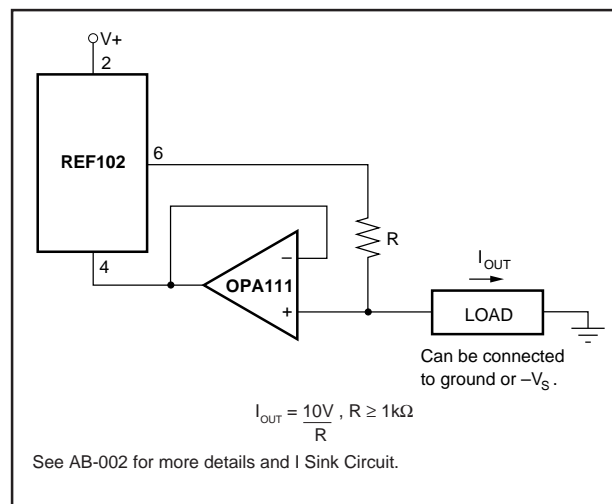 V+
2
REF102
6
4
–
OPA111
+
R
I_OUT
LOAD
Can be connected
to ground or –V_S.
I_OUT = 10V/R , R ≥ 1kΩ
See AB-002 for more details and I Sink Circuit.